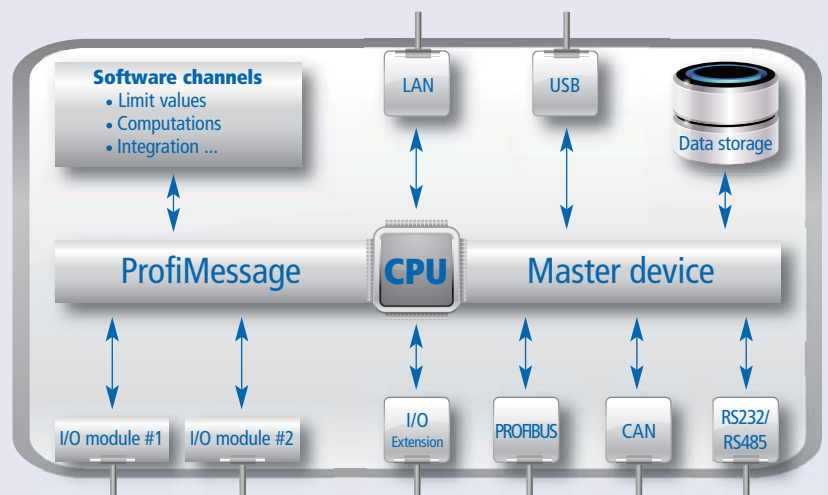 Software channels
• Limit values
• Computations
• Integration ...
LAN
USB
Data storage
ProfiMessage
CPU
Master device
I/O module #1
I/O module #2
I/O
Extension
PROFIBUS
CAN
RS232/
RS485